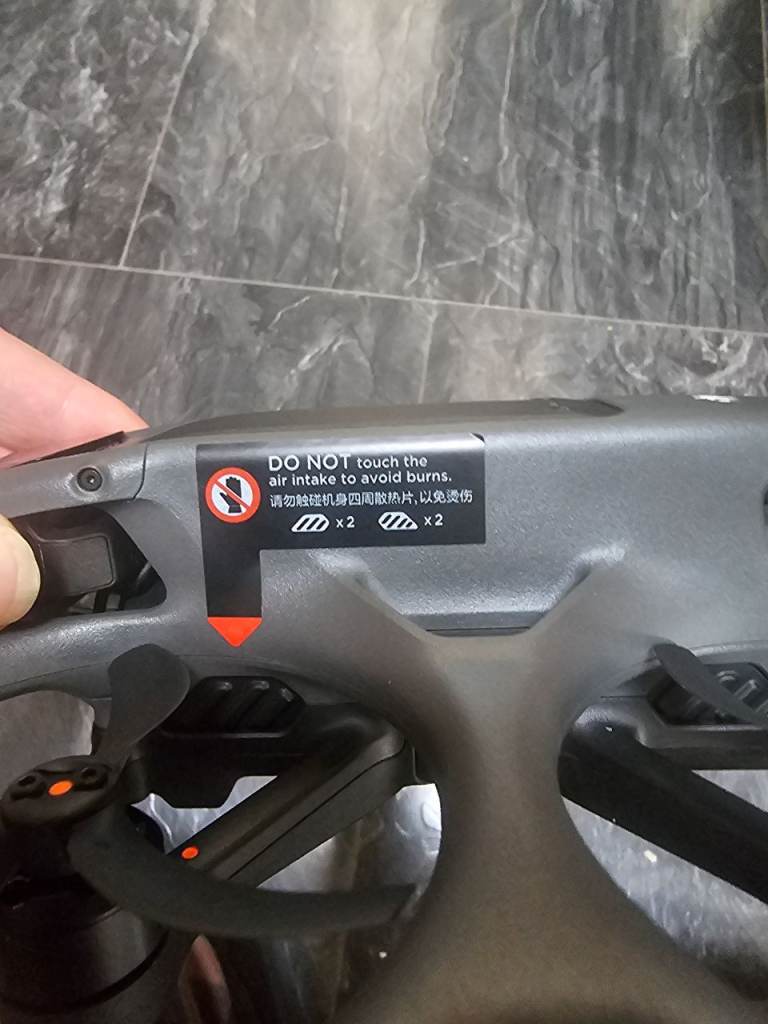 DO NOT touch the
air intake to avoid burns.
请勿触碰机身四周散热片，以免烫伤
x2 x2